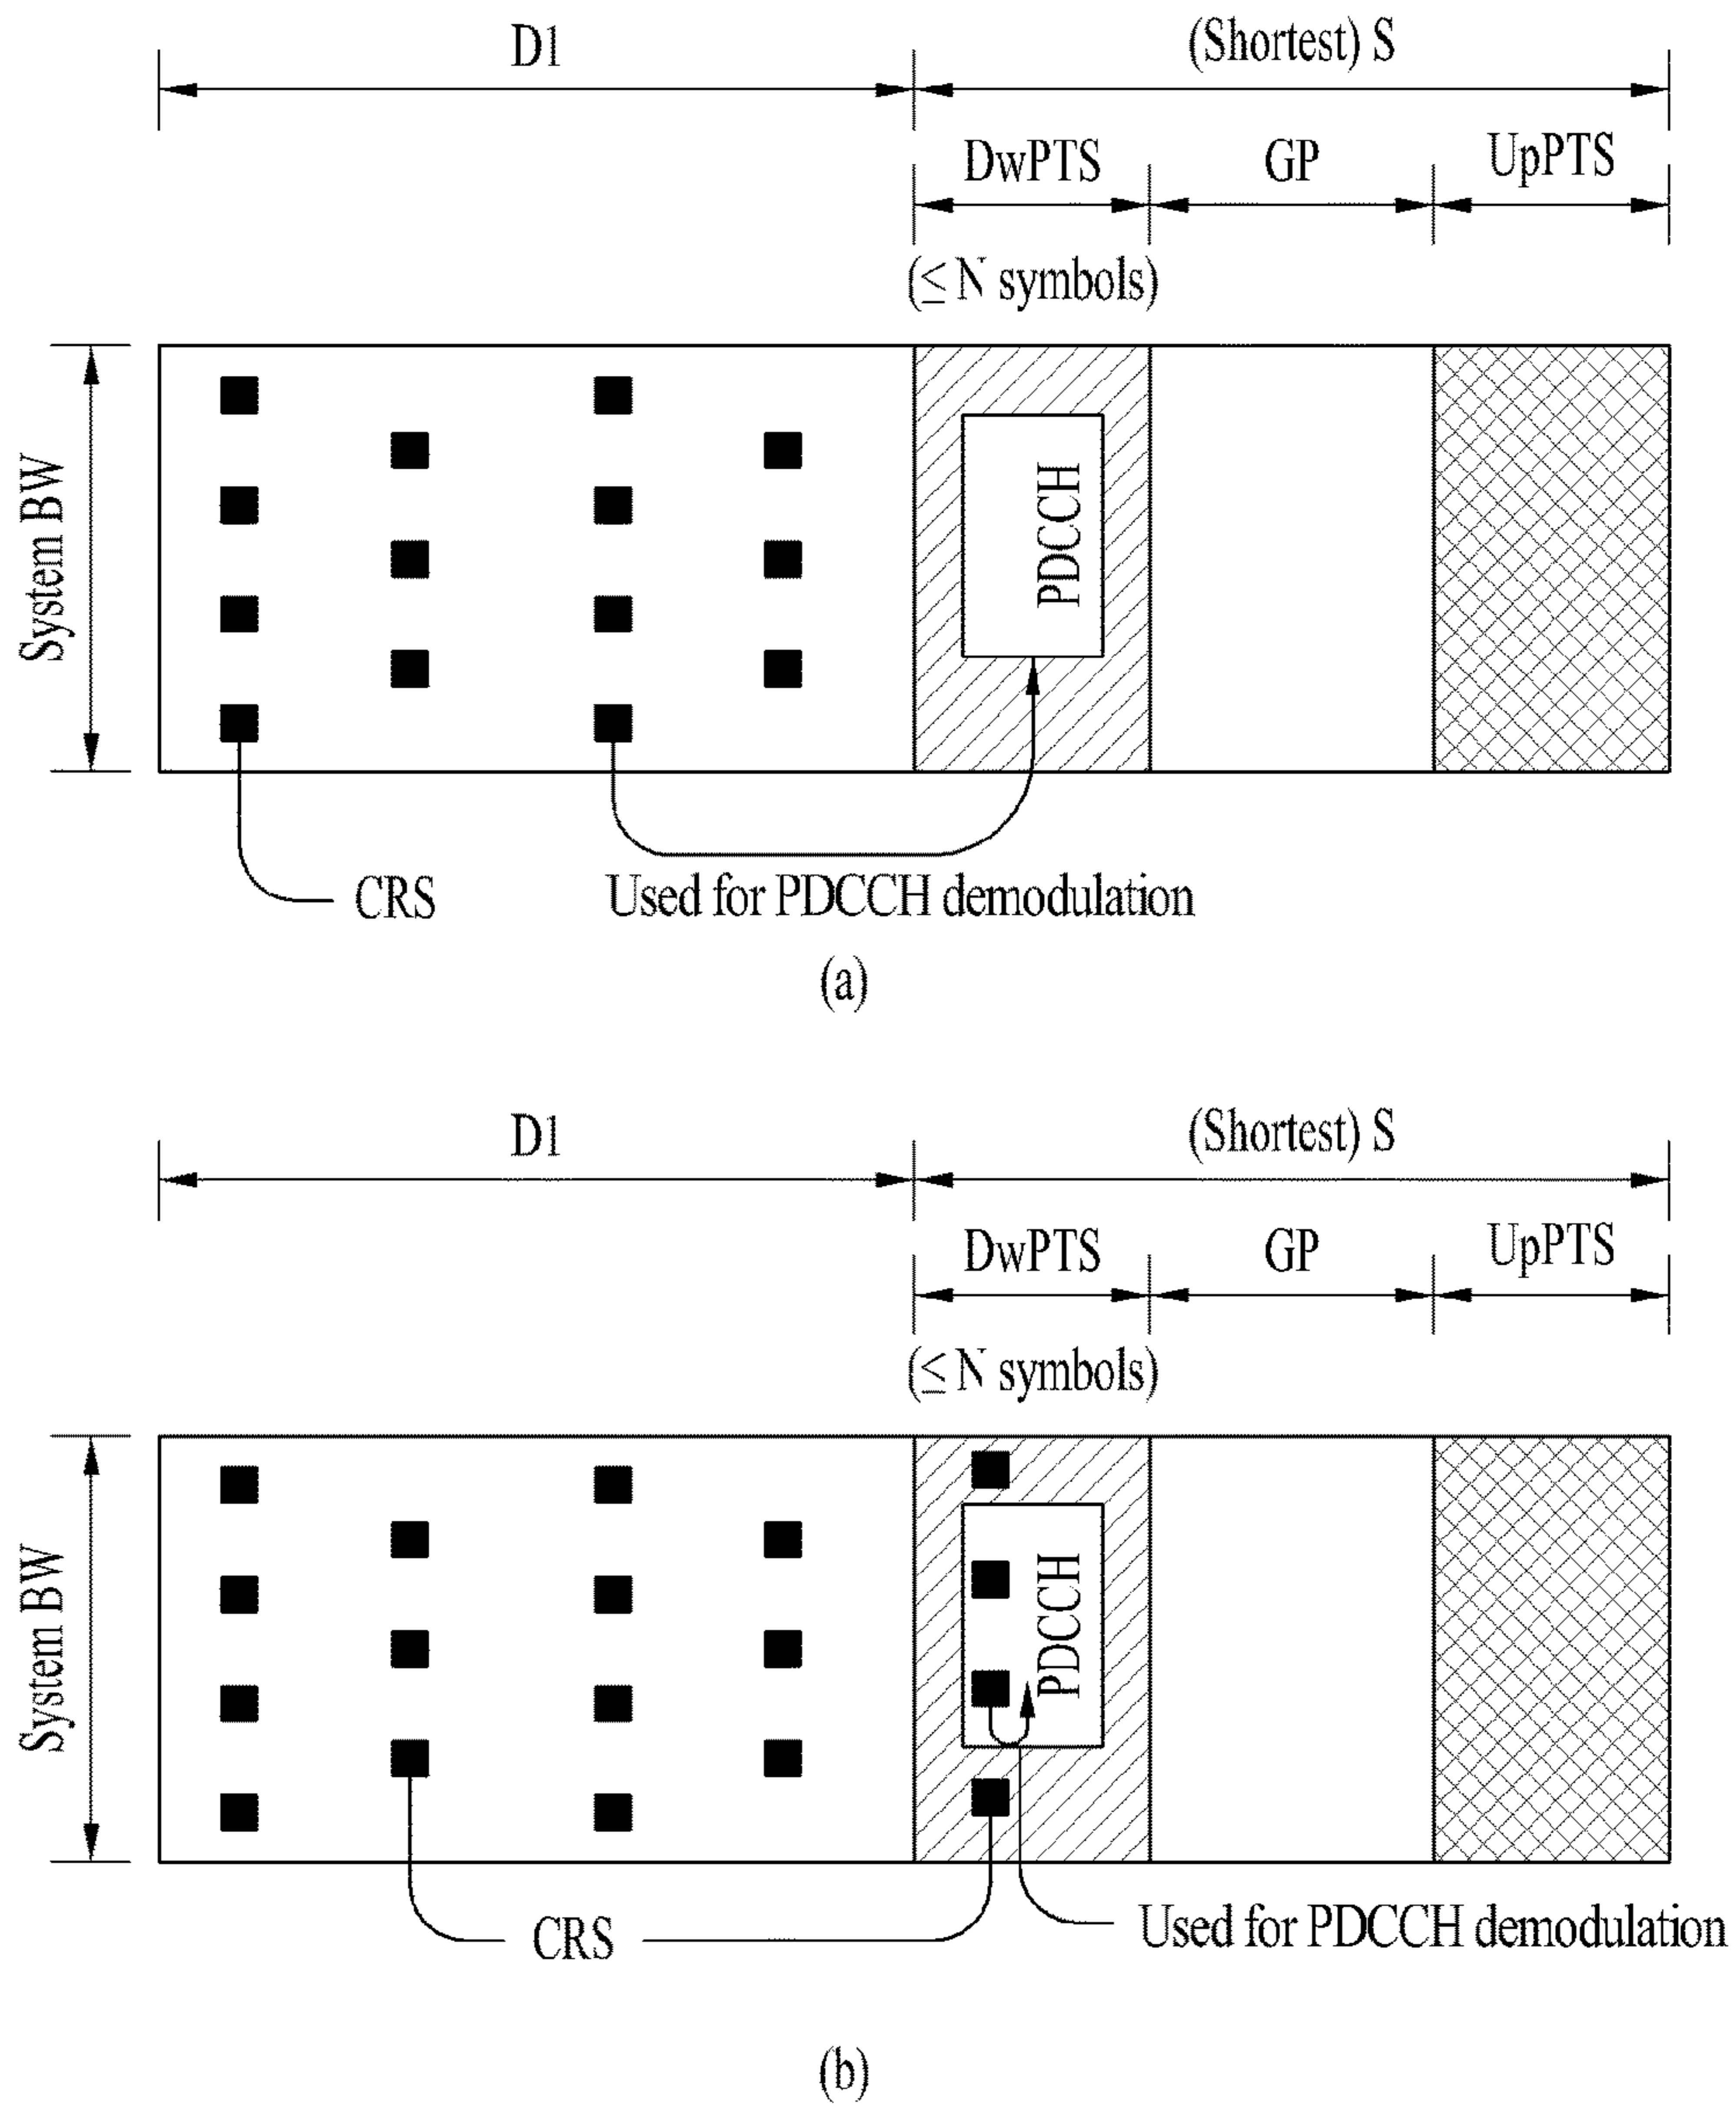 D1
(Shortest) S
DwPTS
GP
UpPTS
(≤ N symbols)
System BW
PDCCH
CRS
Used for PDCCH demodulation
(a)
D1
(Shortest) S
DwPTS
GP
UpPTS
(≤ N symbols)
System BW
PDCCH
CRS
Used for PDCCH demodulation
(b)